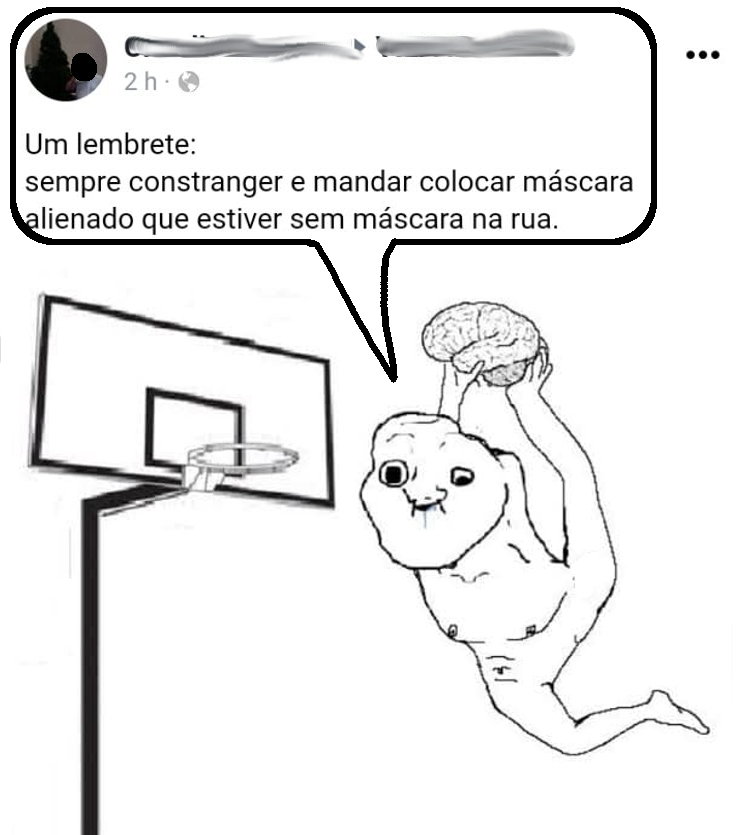 2 h ·
Um lembrete:
sempre constranger e mandar colocar máscara
alienado que estiver sem máscara na rua.